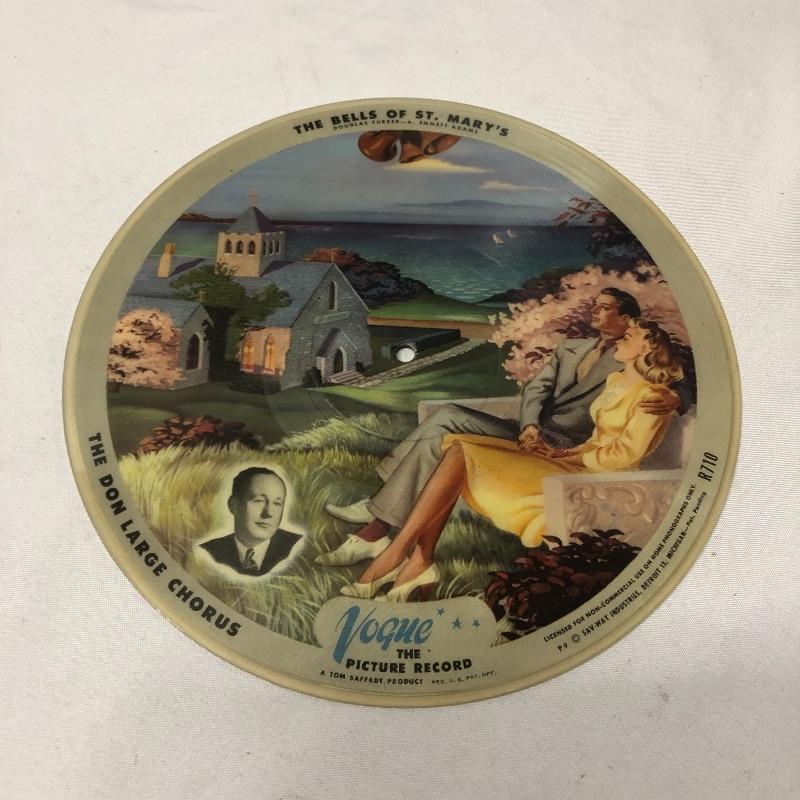 THE BELLS OF ST. MARY'S
DOUGLAS FURBER—A. EMMETT ADAMS
THE DON LARGE CHORUS
Vogue
THE
PICTURE RECORD
A TOM SAFFADY PRODUCT REG. U. S. PAT. OFF.
R710
LICENSED FOR NON-COMMERCIAL USE ON HOME PHONOGRAPHS ONLY.
P.9 © SAV-WAY INDUSTRIES, DETROIT 13, MICHIGAN—Pat. Pending